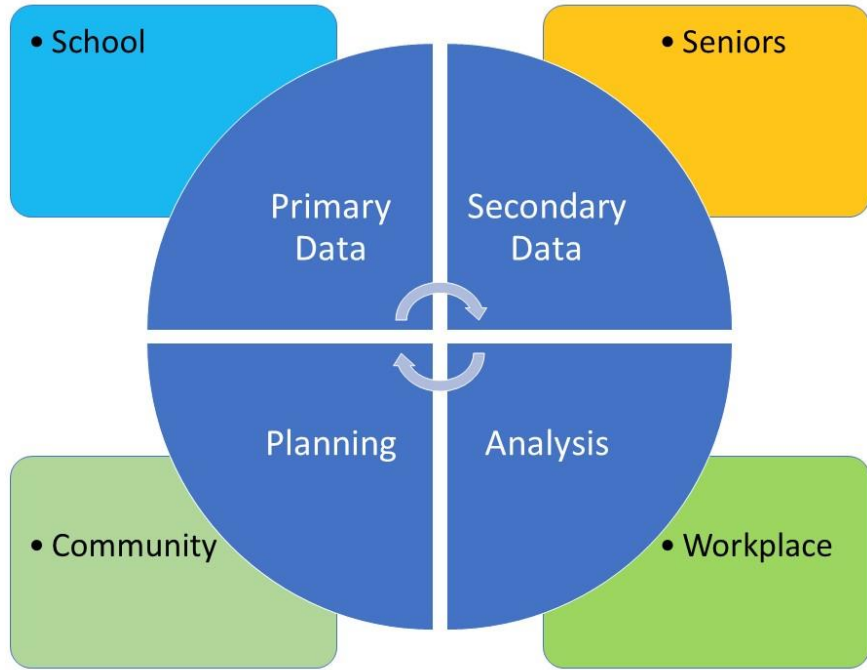 • School
• Seniors
Primary
Data
Secondary
Data
Planning
Analysis
• Community
• Workplace